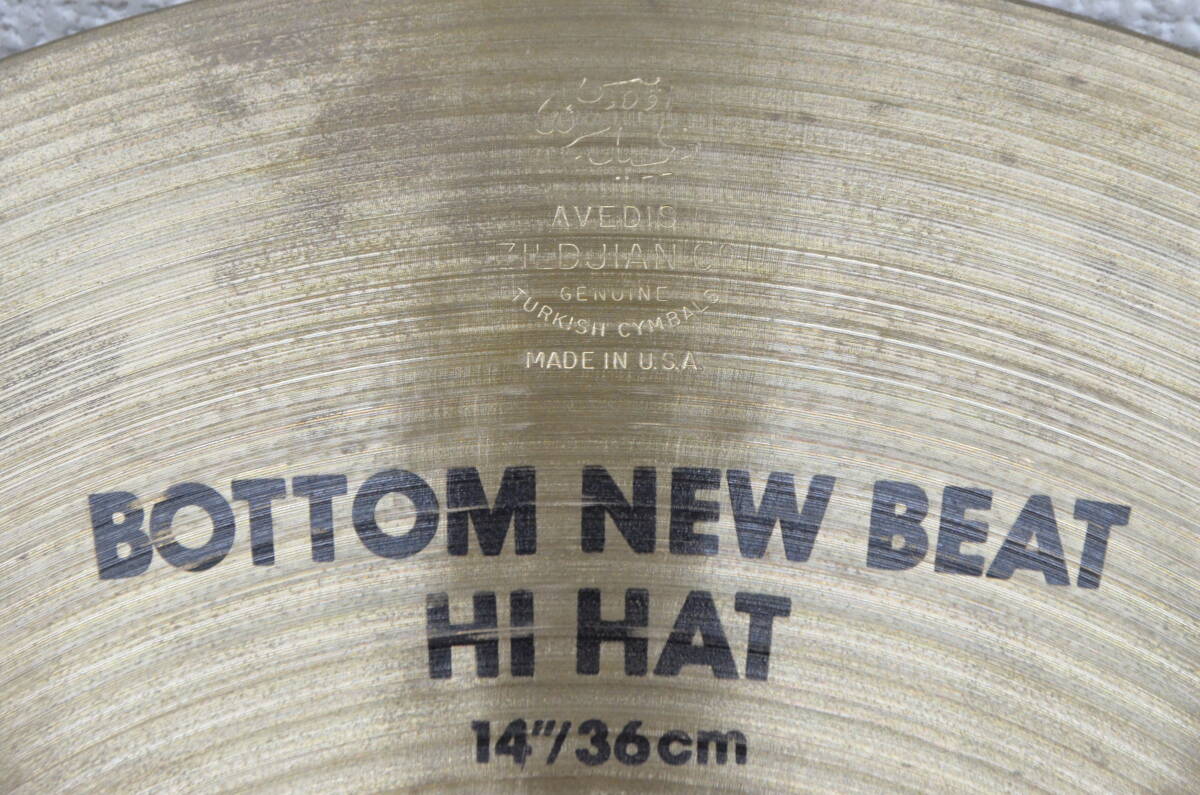 AVEDIS
ZILDJIAN CO
GENUINE
TURKISH CYMBALS
MADE IN U.S.A.
BOTTOM NEW BEAT
HI HAT
14"/36cm